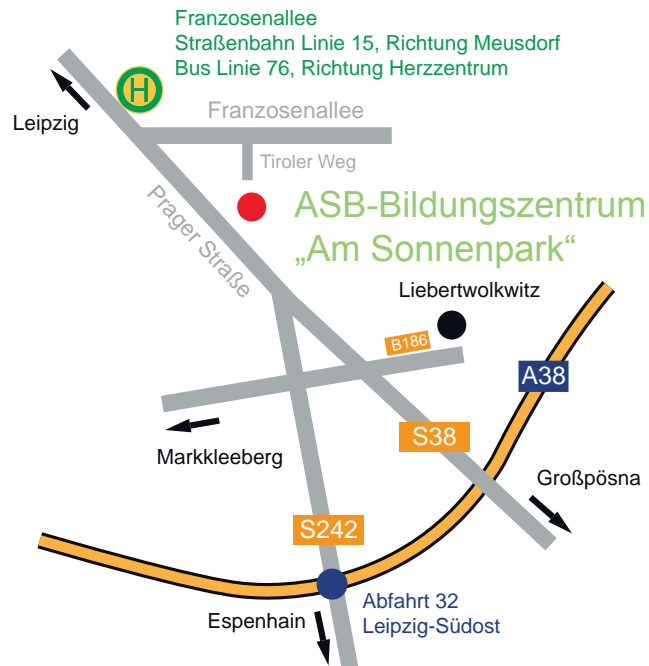 Franzosenallee
Straßenbahn Linie 15, Richtung Meusdorf
Bus Linie 76, Richtung Herzzentrum
H
Leipzig
Franzosenallee
Tiroler Weg
Prager Straße
ASB-Bildungszentrum
„Am Sonnenpark“
Liebertwolkwitz
B186
A38
S38
Markkleeberg
Großpösna
S242
Abfahrt 32
Leipzig-Südost
Espenhain